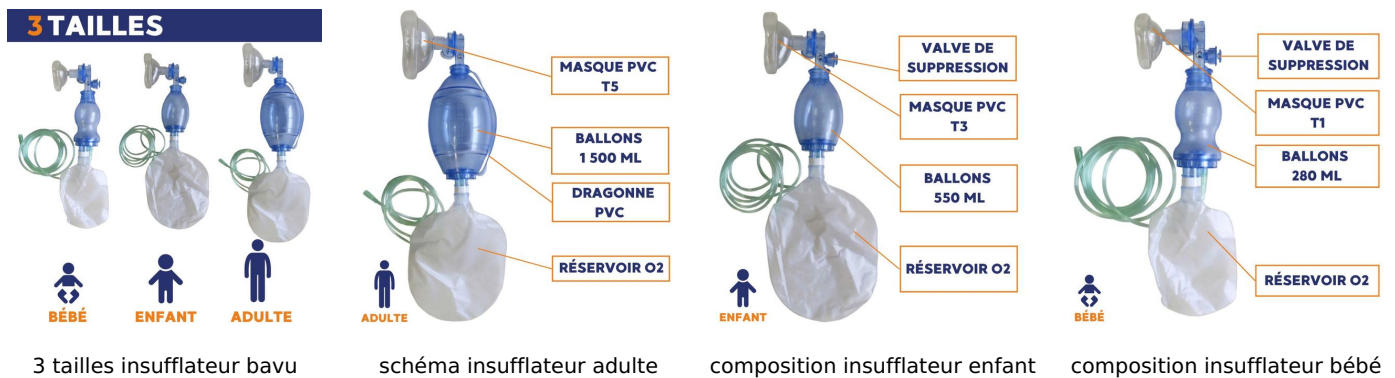 3 TAILLES
BÉBÉ
ENFANT
ADULTE
3 tailles insufflateur bavu
MASQUE PVC
T5
BALLONS
1 500 ML
DRAGONNE
PVC
RÉSERVOIR O2
ADULTE
schéma insufflateur adulte
VALVE DE
SUPPRESSION
MASQUE PVC
T3
BALLONS
550 ML
RÉSERVOIR O2
ENFANT
composition insufflateur enfant
VALVE DE
SUPPRESSION
MASQUE PVC
T1
BALLONS
280 ML
RÉSERVOIR O2
BÉBÉ
composition insufflateur bébé